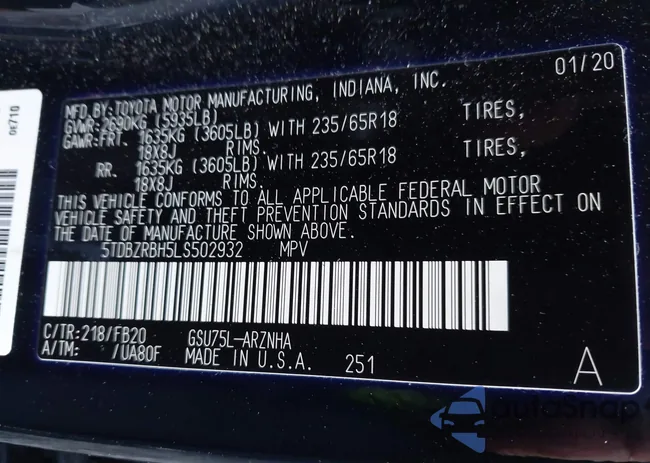 0E710
01/20
MFD.BY:TOYOTA MOTOR MANUFACTURING, INDIANA, INC.
GVWR:2690KG (5935LB)
GAWR:FRT. 1635KG (3605LB) WITH 235/65R18 TIRES,
18X8J RIMS.
RR. 1635KG (3605LB) WITH 235/65R18 TIRES,
18X8J RIMS.
THIS VEHICLE CONFORMS TO ALL APPLICABLE FEDERAL MOTOR
VEHICLE SAFETY AND THEFT PREVENTION STANDARDS IN EFFECT ON
THE DATE OF MANUFACTURE SHOWN ABOVE.
5TDBZRBH5LS502932 MPV
C/TR:218/FB20 GSU75L-ARZNHA
A/TM: /UA80F MADE IN U.S.A. 251 A
autoSnap